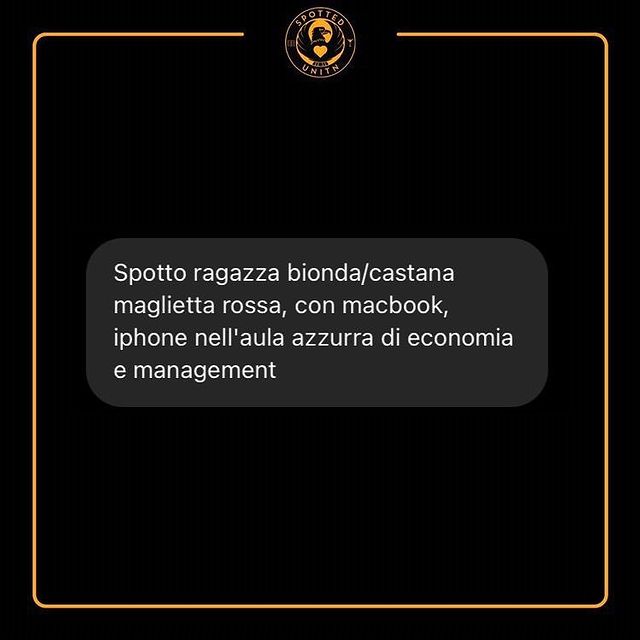 SPOTTED
UNITN
Spotto ragazza bionda/castana
maglietta rossa, con macbook,
iphone nell'aula azzurra di economia
e management